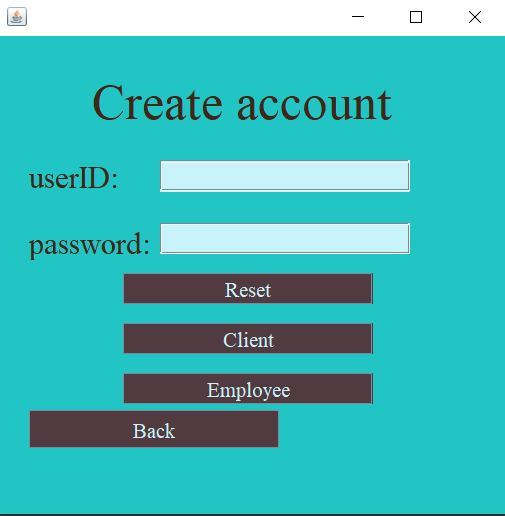 Create account
userID:
password:
Reset
Client
Employee
Back